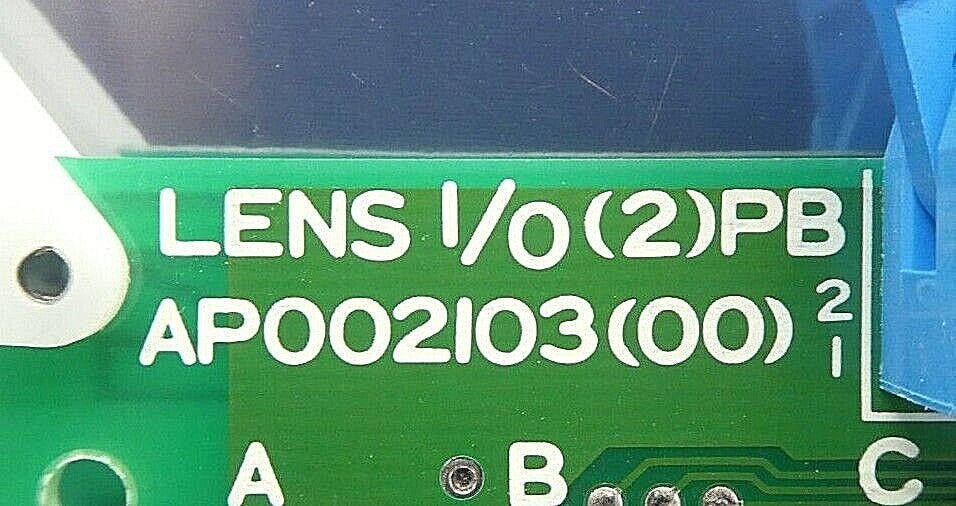 LENS I/O(2)PB
AP002103(00)
2
1
A B C